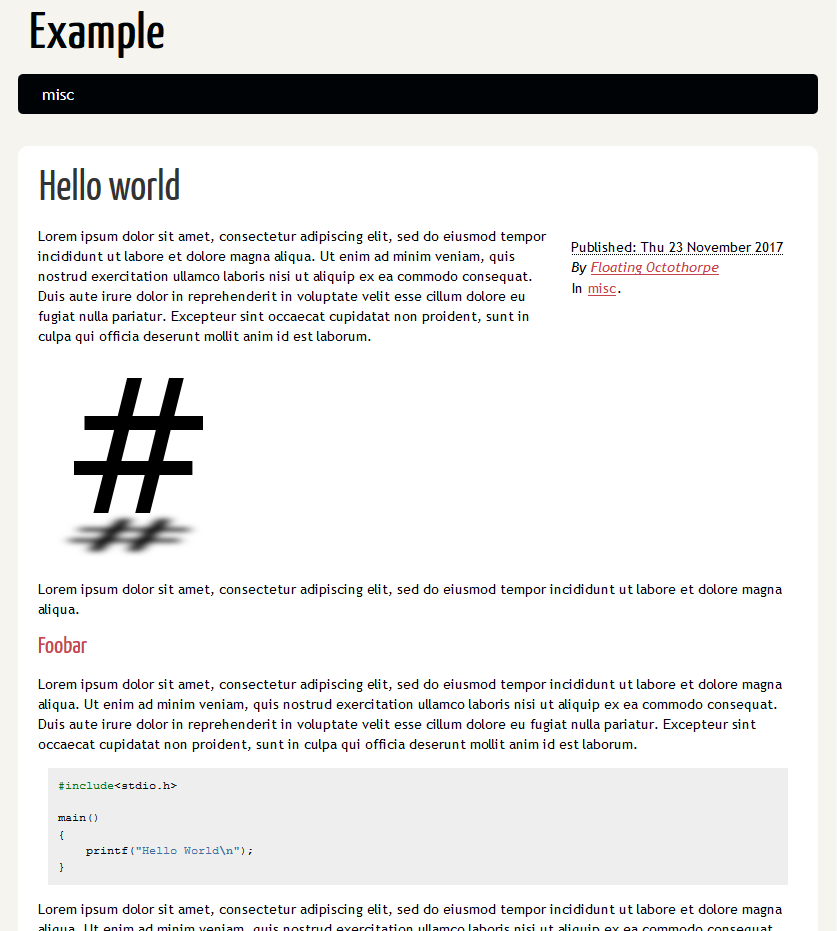 Example
misc
Hello world
Lorem ipsum dolor sit amet, consectetur adipiscing elit, sed do eiusmod tempor
incididunt ut labore et dolore magna aliqua. Ut enim ad minim veniam, quis
nostrud exercitation ullamco laboris nisi ut aliquip ex ea commodo consequat.
Duis aute irure dolor in reprehenderit in voluptate velit esse cillum dolore eu
fugiat nulla pariatur. Excepteur sint occaecat cupidatat non proident, sunt in
culpa qui officia deserunt mollit anim id est laborum.
Published: Thu 23 November 2017
By Floating Octothorpe
In misc.
#
Lorem ipsum dolor sit amet, consectetur adipiscing elit, sed do eiusmod tempor incididunt ut labore et dolore magna
aliqua.
Foobar
Lorem ipsum dolor sit amet, consectetur adipiscing elit, sed do eiusmod tempor incididunt ut labore et dolore magna
aliqua. Ut enim ad minim veniam, quis nostrud exercitation ullamco laboris nisi ut aliquip ex ea commodo consequat.
Duis aute irure dolor in reprehenderit in voluptate velit esse cillum dolore eu fugiat nulla pariatur. Excepteur sint
occaecat cupidatat non proident, sunt in culpa qui officia deserunt mollit anim id est laborum.
#include<stdio.h>
main()
{
    printf("Hello World\n");
}
Lorem ipsum dolor sit amet, consectetur adipiscing elit, sed do eiusmod tempor incididunt ut labore et dolore magna
aliqua. Ut enim ad minim veniam, quis nostrud exercitation ullamco laboris nisi ut aliquip ex ea commodo consequat.